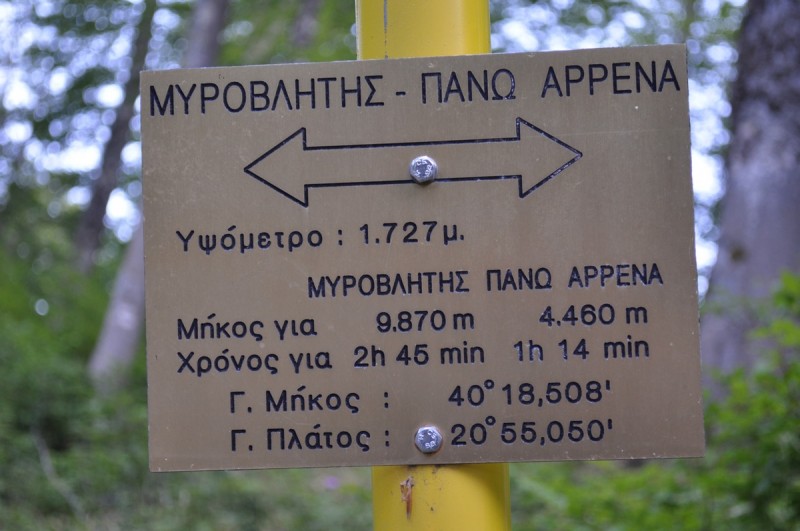 ΜΥΡΟΒΛΗΤΗΣ - ΠΑΝΩ ΑΡΡΕΝΑ
Υψόμετρο : 1.727μ.
ΜΥΡΟΒΛΗΤΗΣ ΠΑΝΩ ΑΡΡΕΝΑ
Μήκος για 9.870 m 4.460 m
Χρόνος για 2h 45 min 1h 14 min
Γ. Μήκος : 40° 18,508'
Γ. Πλάτος : 20° 55,050'